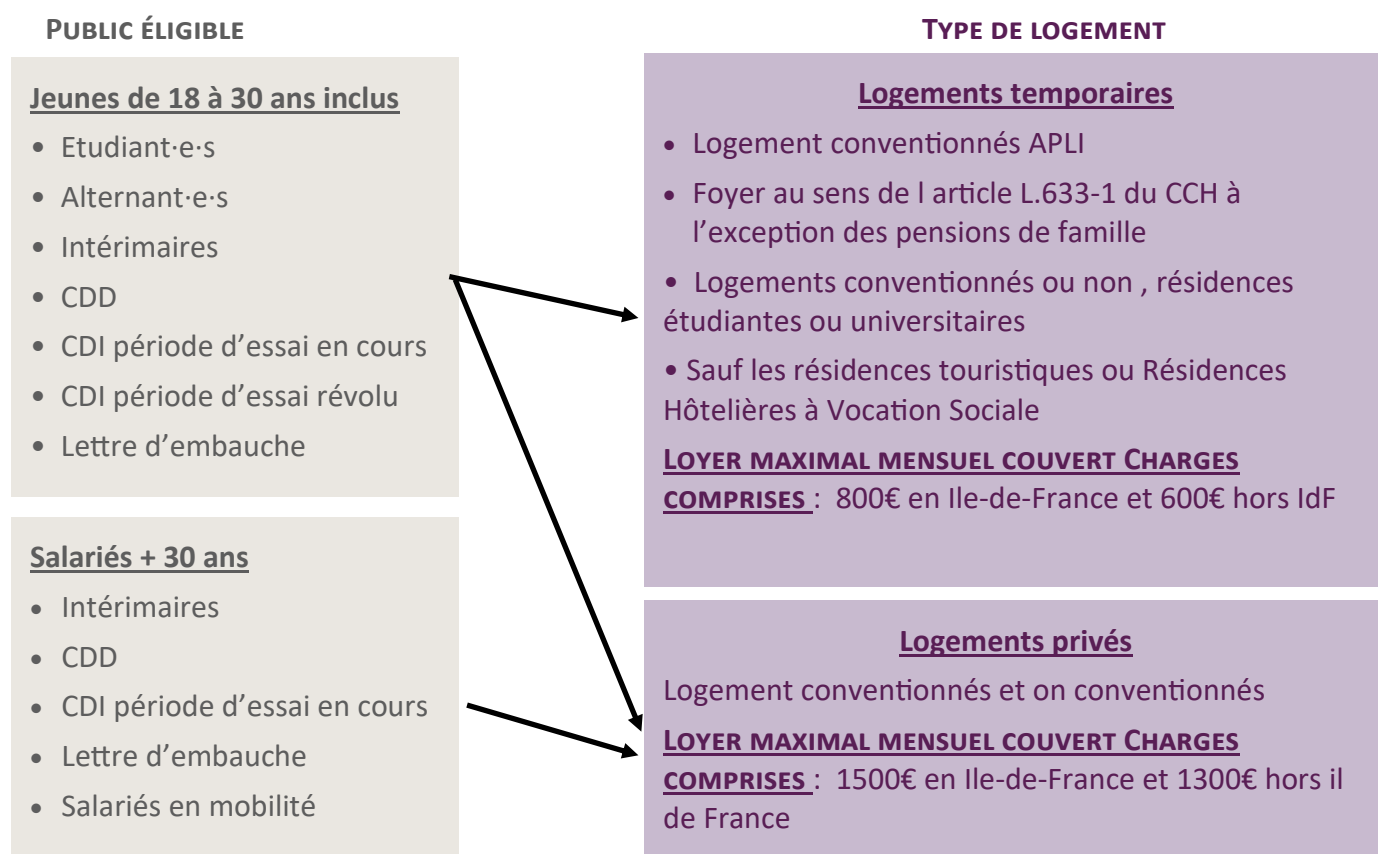 PUBLIC ÉLIGIBLE
Jeunes de 18 à 30 ans inclus
• Etudiant·e·s
• Alternant·e·s
• Intérimaires
• CDD
• CDI période d’essai en cours
• CDI période d’essai révolu
• Lettre d’embauche
Salariés + 30 ans
• Intérimaires
• CDD
• CDI période d’essai en cours
• Lettre d’embauche
• Salariés en mobilité
TYPE DE LOGEMENT
Logements temporaires
• Logement conventionnés APLI
• Foyer au sens de l article L.633-1 du CCH à
l’exception des pensions de famille
• Logements conventionnés ou non , résidences
étudiantes ou universitaires
• Sauf les résidences touristiques ou Résidences
Hôtelières à Vocation Sociale
LOYER MAXIMAL MENSUEL COUVERT CHARGES
COMPRISES : 800€ en Ile-de-France et 600€ hors IdF
Logements privés
Logement conventionnés et on conventionnés
LOYER MAXIMAL MENSUEL COUVERT CHARGES
COMPRISES : 1500€ en Ile-de-France et 1300€ hors il
de France